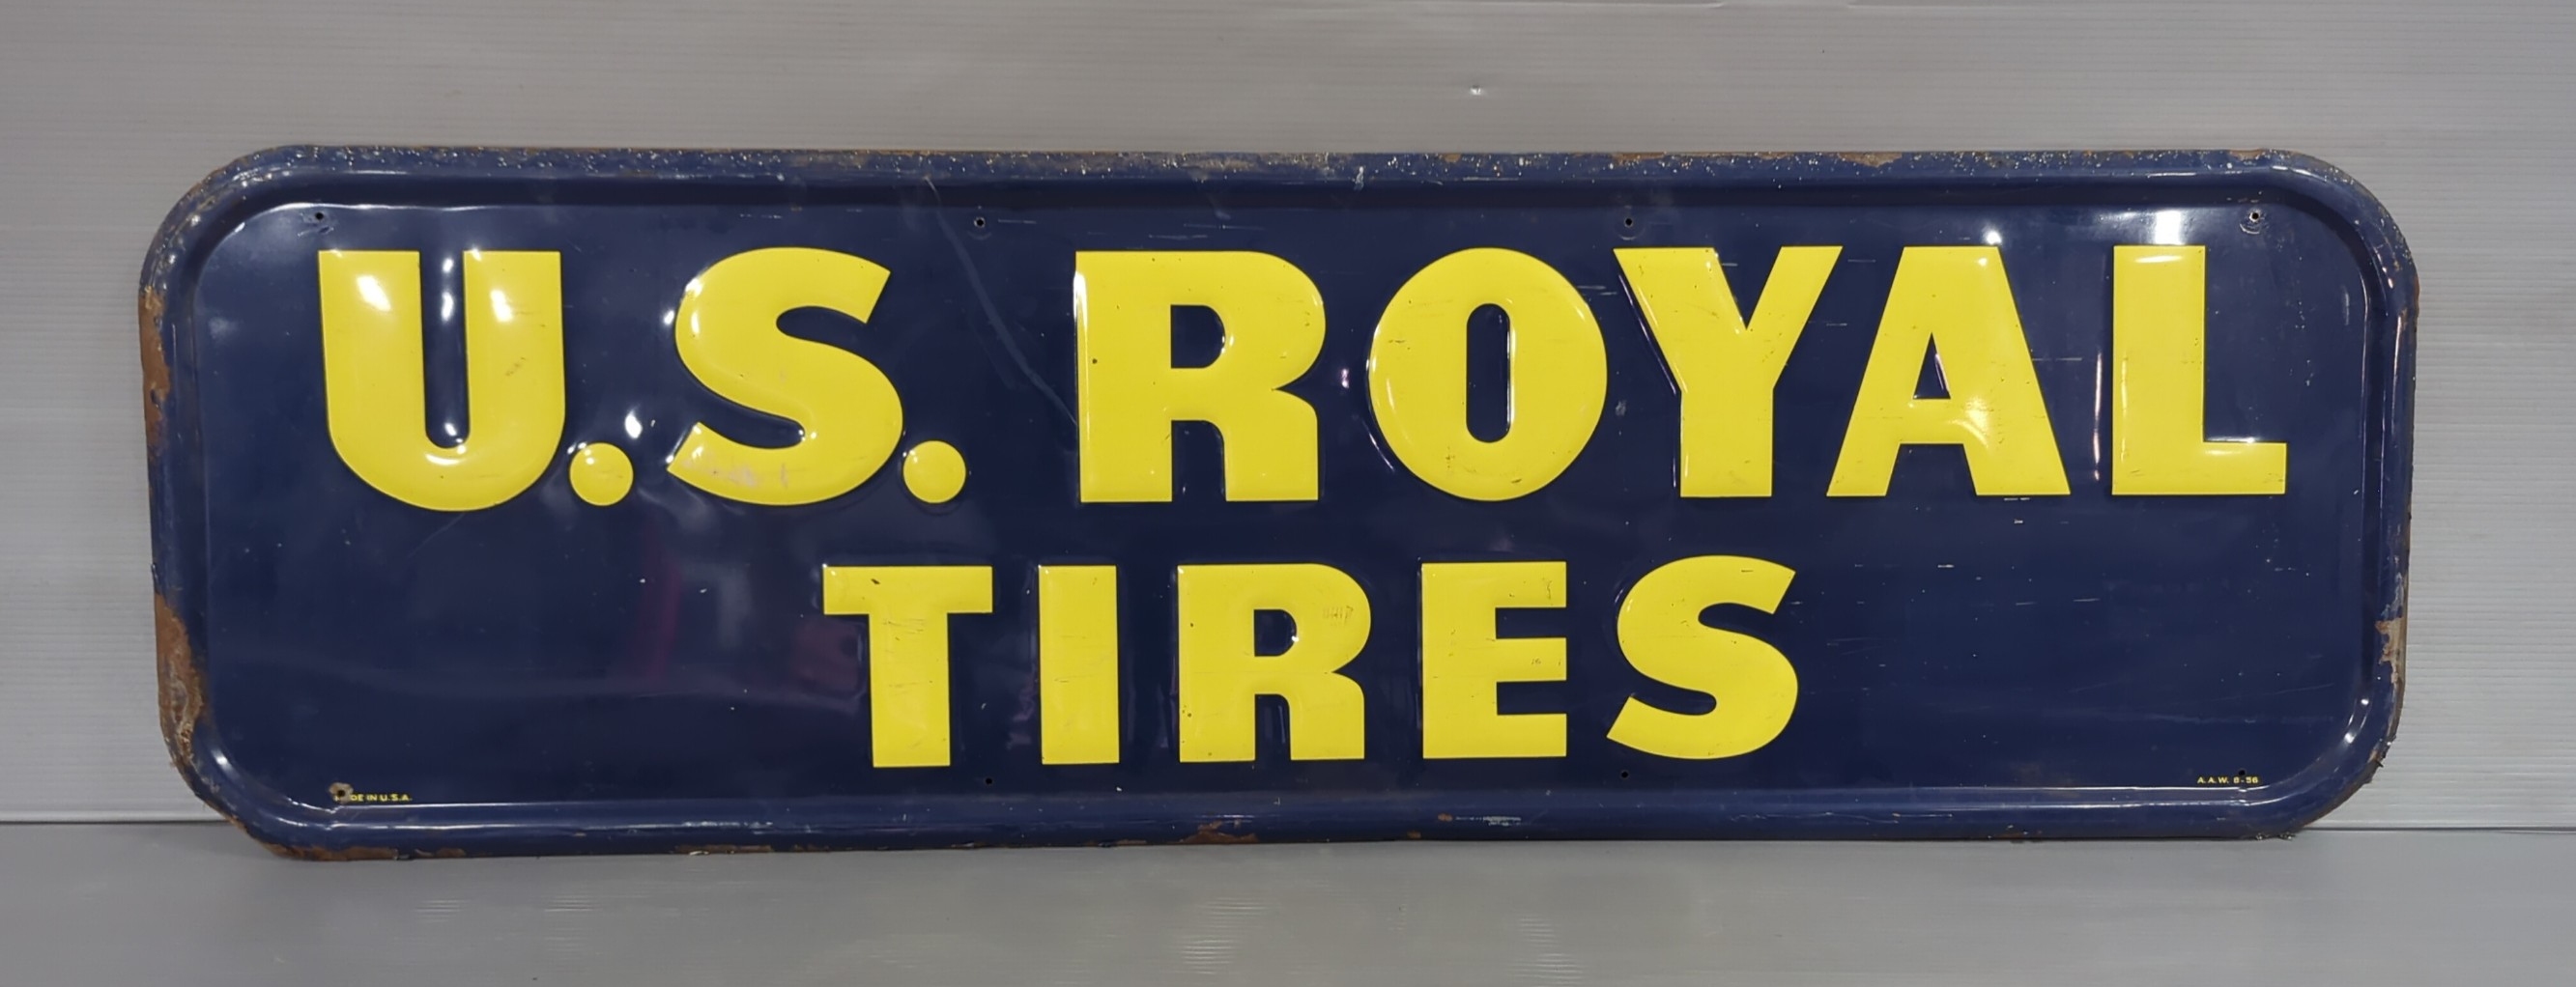 U.S. ROYAL
TIRES
MADE IN U.S.A.
A.A.W. 8-56